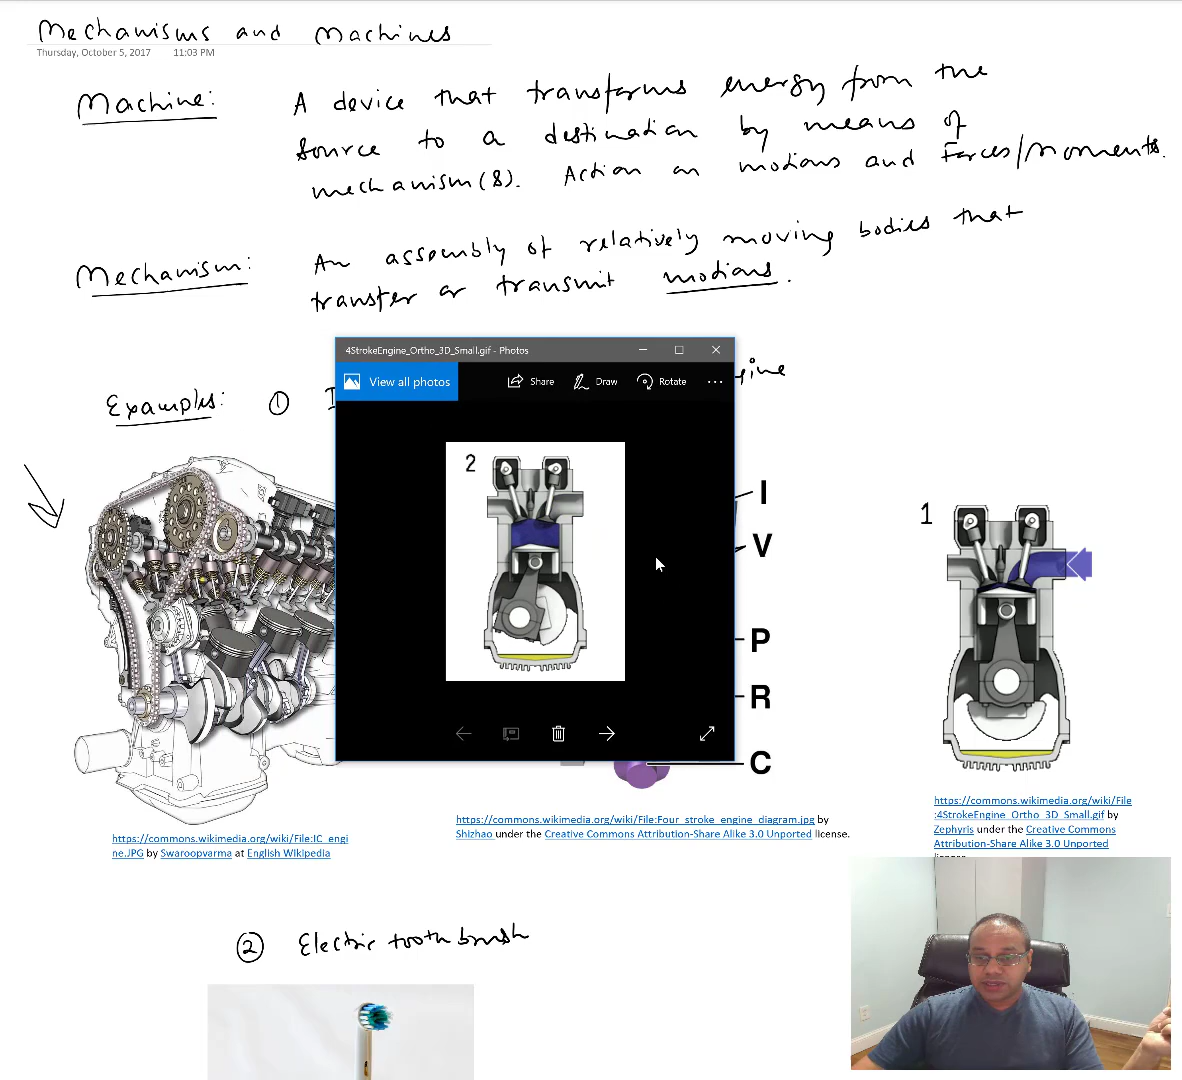 Mechanisms and Machines
Thursday, October 5, 2017 11:03 PM
Machine: A device that transforms energy from the
source to a destination by means of
mechanism(s). Action on motions and Forces/moments.
Mechanism: An assembly of relatively moving bodies that
transfer or transmit motions.
4StrokeEngine_Ortho_3D_Small.gif - Photos
View all photos Share Draw Rotate
Examples: ①
2
1
I
V
P
R
C
https://commons.wikimedia.org/wiki/File:IC_engi
ne.JPG by Swaroopvarma at English Wikipedia
https://commons.wikimedia.org/wiki/File:Four_stroke_engine_diagram.jpg by
Shizhao under the Creative Commons Attribution-Share Alike 3.0 Unported license.
https://commons.wikimedia.org/wiki/File
:4StrokeEngine_Ortho_3D_Small.gif by
Zephyris under the Creative Commons
Attribution-Share Alike 3.0 Unported
② Electric toothbrush